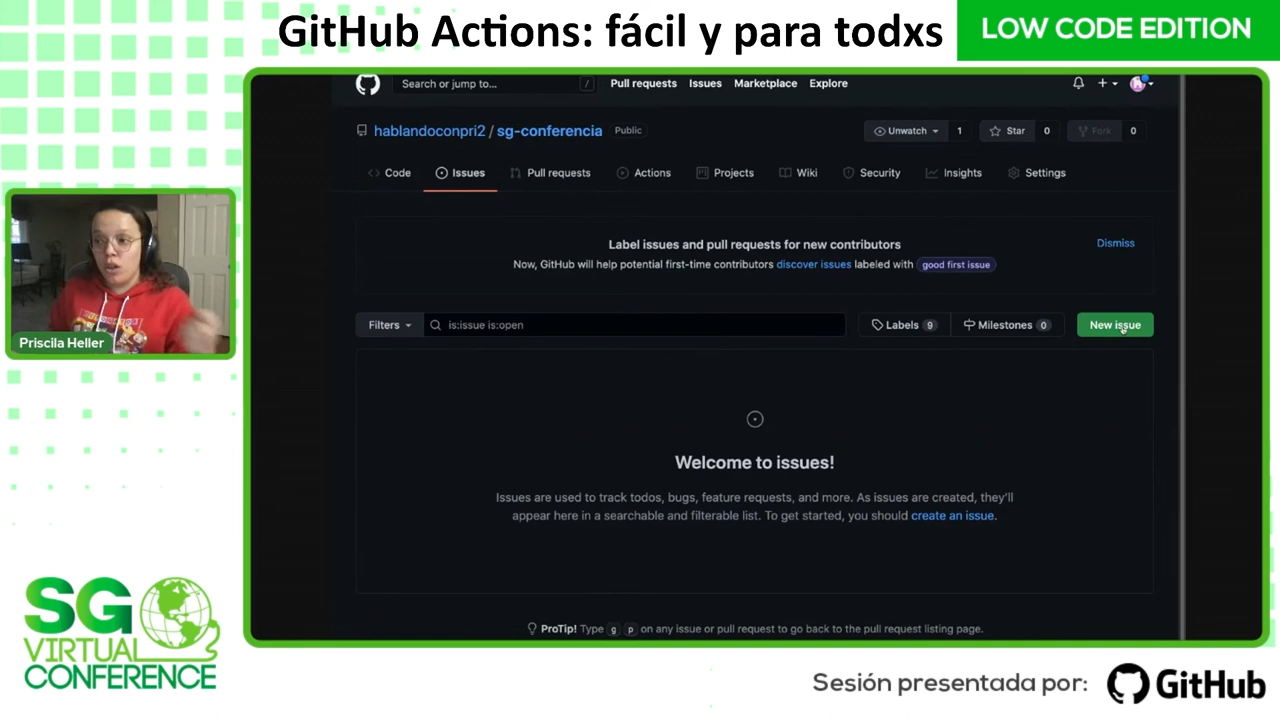 GitHub Actions: fácil y para todxs
LOW CODE EDITION
Search or jump to... /
Pull requests Issues Marketplace Explore
hablandoconpri2 / sg-conferencia Public
Unwatch 1 Star 0 Fork 0
Code Issues Pull requests Actions Projects Wiki Security Insights Settings
Label issues and pull requests for new contributors
Dismiss
Now, GitHub will help potential first-time contributors discover issues labeled with good first issue
Filters is:issue is:open Labels 9 Milestones 0 New issue
Priscila Heller
Welcome to issues!
Issues are used to track todos, bugs, feature requests, and more. As issues are created, they'll
appear here in a searchable and filterable list. To get started, you should create an issue.
ProTip! Type g p on any issue or pull request to go back to the pull request listing page.
SG
VIRTUAL
CONFERENCE
Sesión presentada por: GitHub